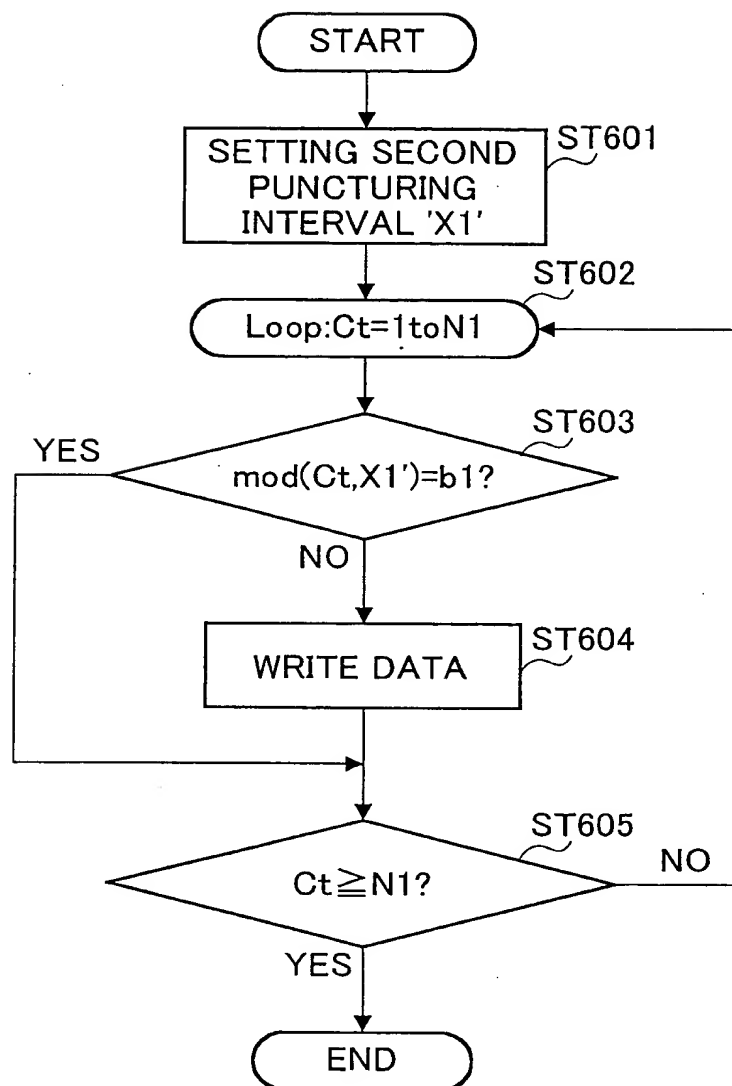 START
ST601
SETTING SECOND
PUNCTURING
INTERVAL 'X1'
ST602
Loop:Ct=1toN1
ST603
YES
mod(Ct,X1')=b1?
NO
ST604
WRITE DATA
ST605
Ct≧N1?
NO
YES
END